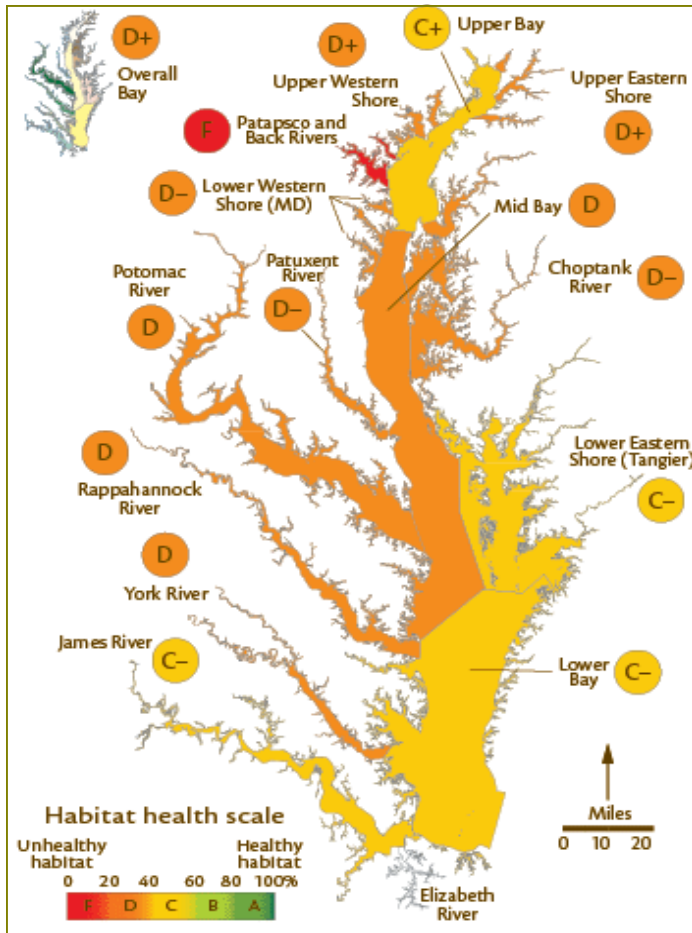 D+
Overall
Bay
D+
Upper Western
Shore
C+
Upper Bay
Upper Eastern
Shore
D+
F
Patapsco and
Back Rivers
D–
Lower Western
Shore (MD)
Mid Bay
D
Potomac
River
D
Patuxent
River
D–
Choptank
River
D–
D
Rappahannock
River
Lower Eastern
Shore (Tangier)
C–
D
York River
James River
C–
Lower
Bay
C–
Miles
0 10 20
Habitat health scale
Unhealthy
habitat
Healthy
habitat
0 20 40 60 80 100%
F D C B A
Elizabeth
River